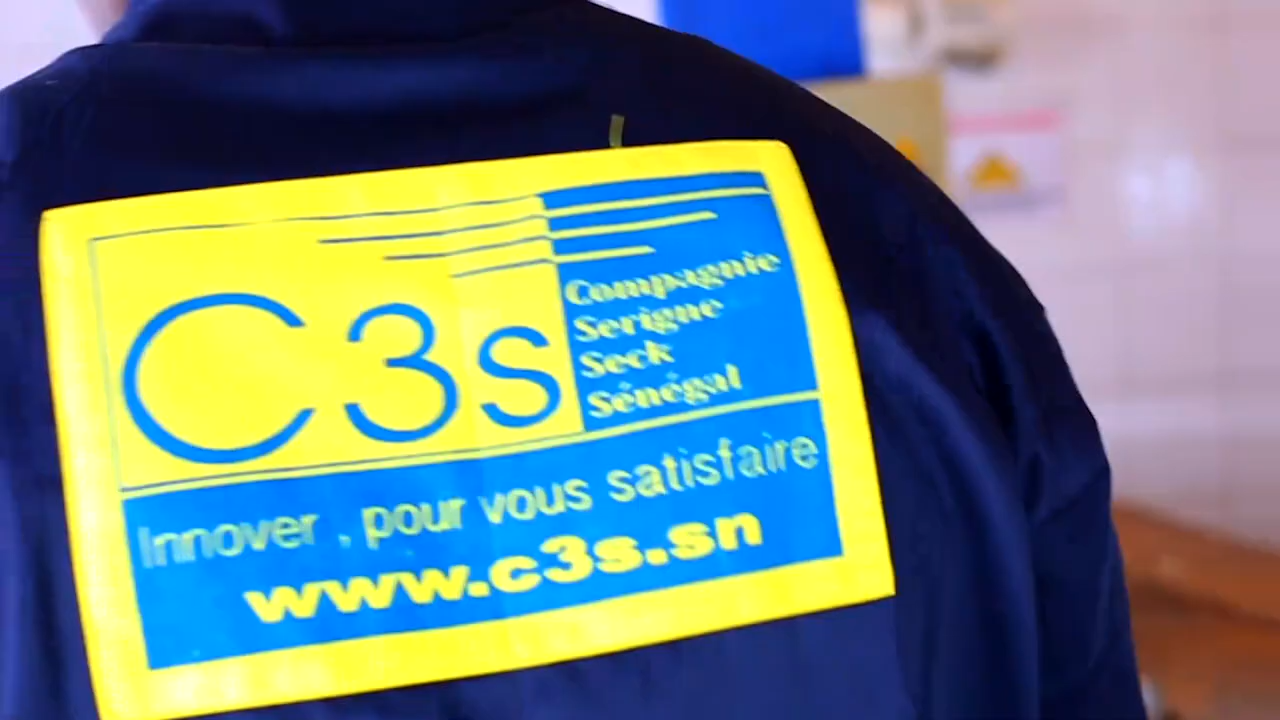 C3s
Compagnie
Serigne
Seck
Sénégal
Innover , pour vous satisfaire
www.c3s.sn